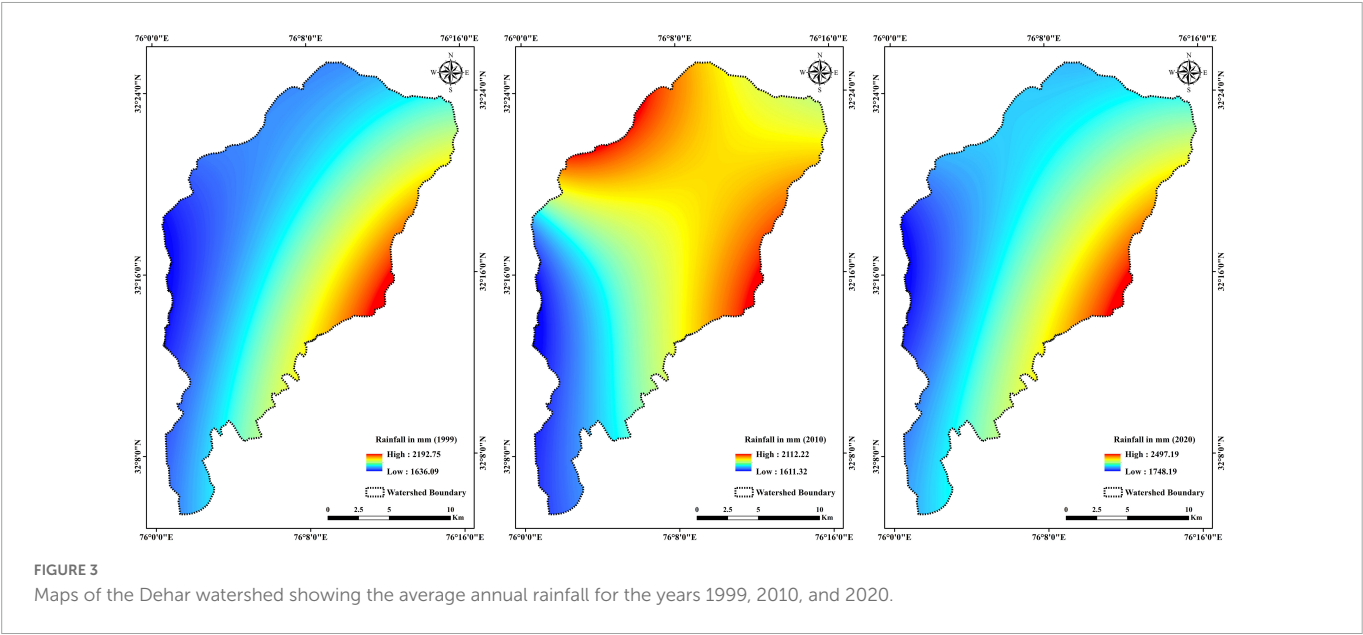 76°0'0"E 76°8'0"E 76°16'0"E
N
W E
S
32°24'0"N
32°24'0"N
32°16'0"N
32°16'0"N
32°8'0"N
32°8'0"N
Rainfall in mm (1999)
High : 2192.75
Low : 1636.09
Watershed Boundary
0 2.5 5 10
Km
76°0'0"E 76°8'0"E 76°16'0"E
76°0'0"E 76°8'0"E 76°16'0"E
N
W E
S
32°24'0"N
32°24'0"N
32°16'0"N
32°16'0"N
32°8'0"N
32°8'0"N
Rainfall in mm (2010)
High : 2112.22
Low : 1611.32
Watershed Boundary
0 2.5 5 10
Km
76°0'0"E 76°8'0"E 76°16'0"E
76°0'0"E 76°8'0"E 76°16'0"E
N
W E
S
32°24'0"N
32°24'0"N
32°16'0"N
32°16'0"N
32°8'0"N
32°8'0"N
Rainfall in mm (2020)
High : 2497.19
Low : 1748.19
Watershed Boundary
0 2.5 5 10
Km
76°0'0"E 76°8'0"E 76°16'0"E
FIGURE 3
Maps of the Dehar watershed showing the average annual rainfall for the years 1999, 2010, and 2020.